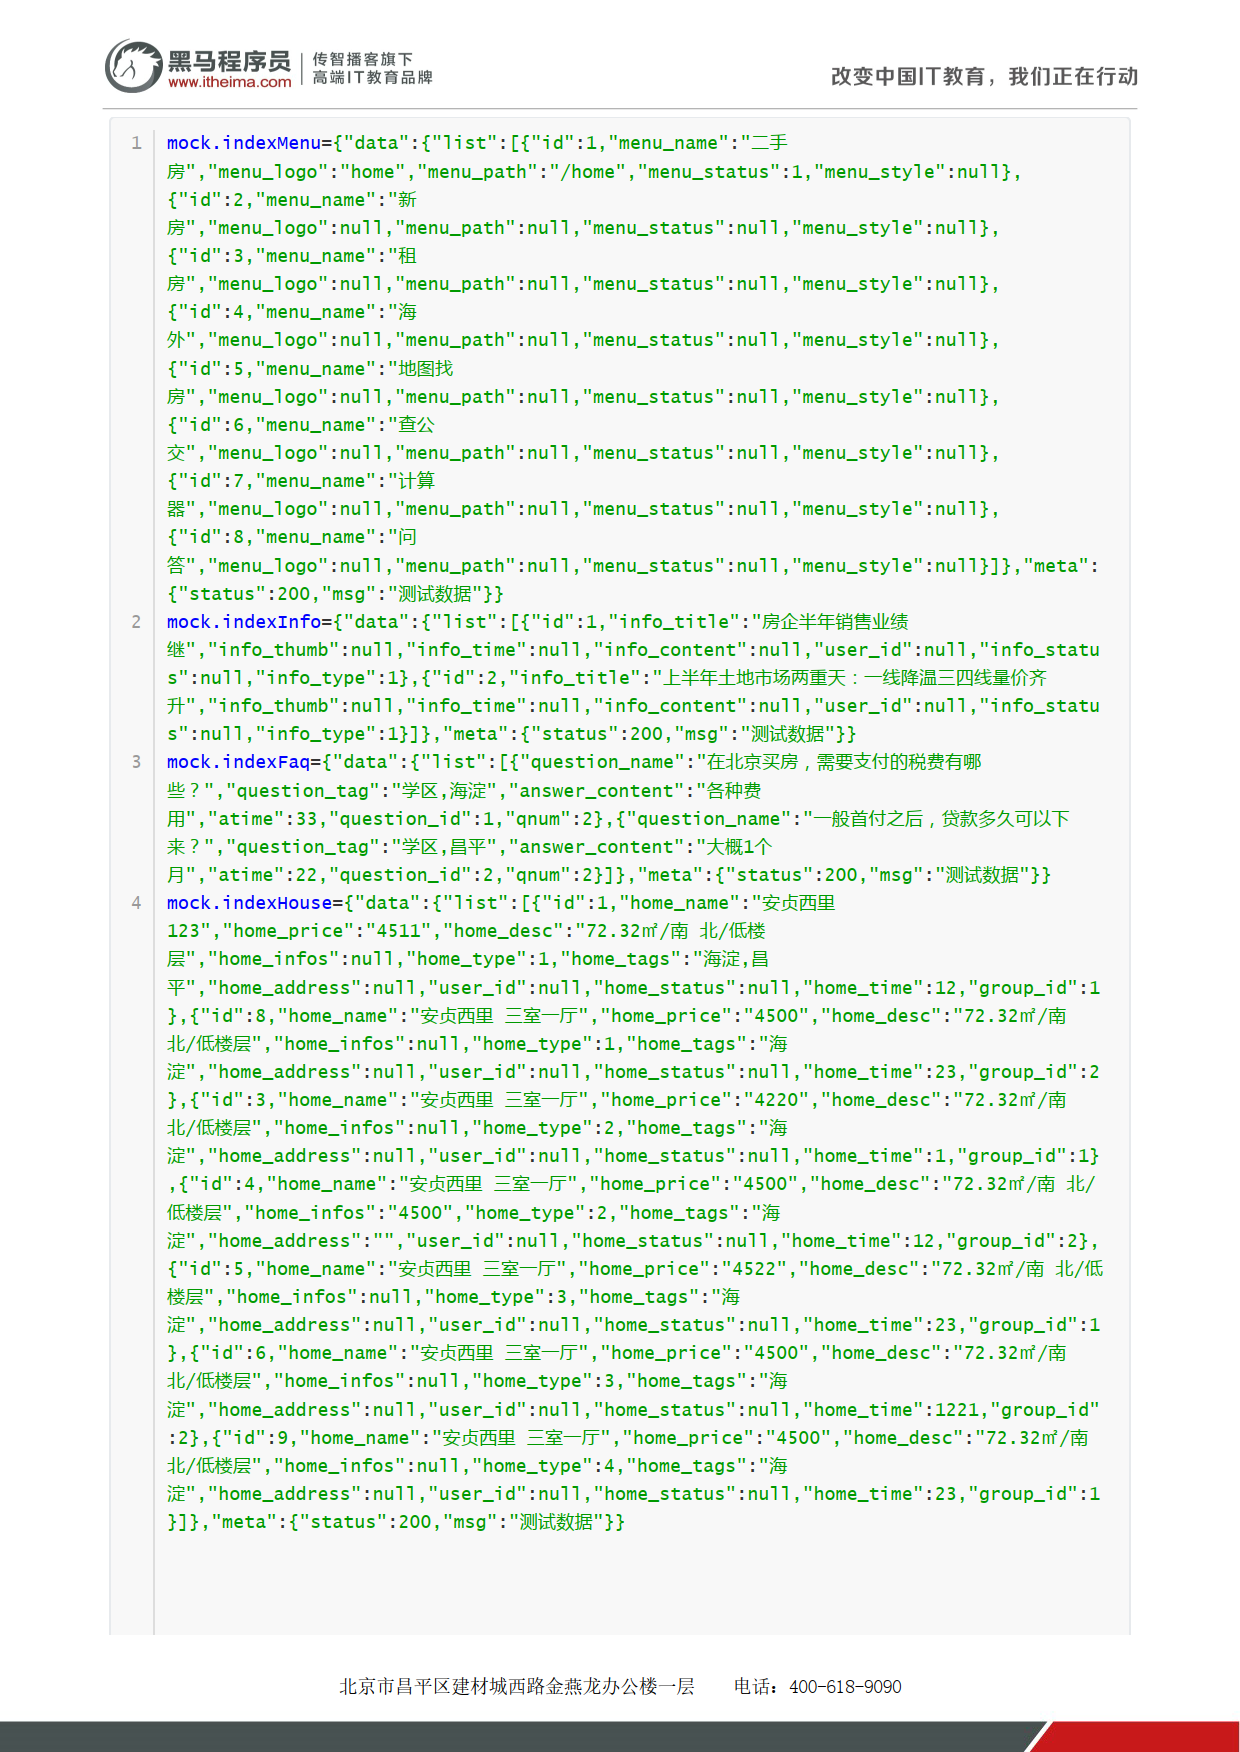 黑马程序员
www.itheima.com
传智播客旗下
高端IT教育品牌
改变中国IT教育，我们正在行动
1 mock.indexMenu={"data":{"list":[{"id":1,"menu_name":"二手
房","menu_logo":"home","menu_path":"/home","menu_status":1,"menu_style":null},
{"id":2,"menu_name":"新
房","menu_logo":null,"menu_path":null,"menu_status":null,"menu_style":null},
{"id":3,"menu_name":"租
房","menu_logo":null,"menu_path":null,"menu_status":null,"menu_style":null},
{"id":4,"menu_name":"海
外","menu_logo":null,"menu_path":null,"menu_status":null,"menu_style":null},
{"id":5,"menu_name":"地图找
房","menu_logo":null,"menu_path":null,"menu_status":null,"menu_style":null},
{"id":6,"menu_name":"查公
交","menu_logo":null,"menu_path":null,"menu_status":null,"menu_style":null},
{"id":7,"menu_name":"计算
器","menu_logo":null,"menu_path":null,"menu_status":null,"menu_style":null},
{"id":8,"menu_name":"问
答","menu_logo":null,"menu_path":null,"menu_status":null,"menu_style":null}]},"meta":
{"status":200,"msg":"测试数据"}}
2 mock.indexInfo={"data":{"list":[{"id":1,"info_title":"房企半年销售业绩
继","info_thumb":null,"info_time":null,"info_content":null,"user_id":null,"info_statu
s":null,"info_type":1},{"id":2,"info_title":"上半年土地市场两重天：一线降温三四线量价齐
升","info_thumb":null,"info_time":null,"info_content":null,"user_id":null,"info_statu
s":null,"info_type":1}]},"meta":{"status":200,"msg":"测试数据"}}
3 mock.indexFaq={"data":{"list":[{"question_name":"在北京买房，需要支付的税费有哪
些？","question_tag":"学区,海淀","answer_content":"各种费
用","atime":33,"question_id":1,"qnum":2},{"question_name":"一般首付之后，贷款多久可以下
来？","question_tag":"学区,昌平","answer_content":"大概1个
月","atime":22,"question_id":2,"qnum":2}]},"meta":{"status":200,"msg":"测试数据"}}
4 mock.indexHouse={"data":{"list":[{"id":1,"home_name":"安贞西里
123","home_price":"4511","home_desc":"72.32㎡/南 北/低楼
层","home_infos":null,"home_type":1,"home_tags":"海淀,昌
平","home_address":null,"user_id":null,"home_status":null,"home_time":12,"group_id":1
},{"id":8,"home_name":"安贞西里 三室一厅","home_price":"4500","home_desc":"72.32㎡/南
北/低楼层","home_infos":null,"home_type":1,"home_tags":"海
淀","home_address":null,"user_id":null,"home_status":null,"home_time":23,"group_id":2
},{"id":3,"home_name":"安贞西里 三室一厅","home_price":"4220","home_desc":"72.32㎡/南
北/低楼层","home_infos":null,"home_type":2,"home_tags":"海
淀","home_address":null,"user_id":null,"home_status":null,"home_time":1,"group_id":1}
,{"id":4,"home_name":"安贞西里 三室一厅","home_price":"4500","home_desc":"72.32㎡/南 北/
低楼层","home_infos":"4500","home_type":2,"home_tags":"海
淀","home_address":"","user_id":null,"home_status":null,"home_time":12,"group_id":2},
{"id":5,"home_name":"安贞西里 三室一厅","home_price":"4522","home_desc":"72.32㎡/南 北/低
楼层","home_infos":null,"home_type":3,"home_tags":"海
淀","home_address":null,"user_id":null,"home_status":null,"home_time":23,"group_id":1
},{"id":6,"home_name":"安贞西里 三室一厅","home_price":"4500","home_desc":"72.32㎡/南
北/低楼层","home_infos":null,"home_type":3,"home_tags":"海
淀","home_address":null,"user_id":null,"home_status":null,"home_time":1221,"group_id"
:2},{"id":9,"home_name":"安贞西里 三室一厅","home_price":"4500","home_desc":"72.32㎡/南
北/低楼层","home_infos":null,"home_type":4,"home_tags":"海
淀","home_address":null,"user_id":null,"home_status":null,"home_time":23,"group_id":1
}]},"meta":{"status":200,"msg":"测试数据"}}
北京市昌平区建材城西路金燕龙办公楼一层 电话：400-618-9090